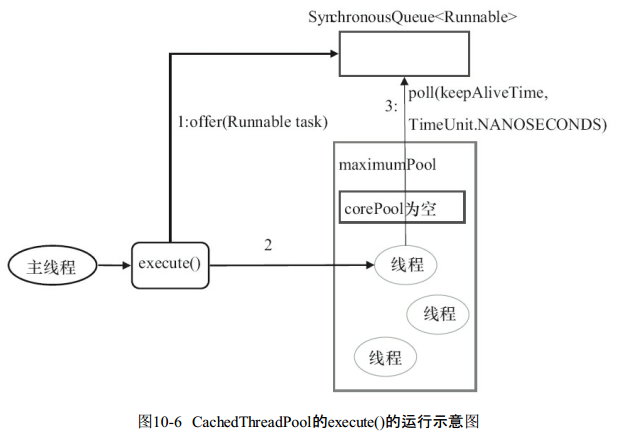 SynchronousQueue<Runnable>
poll(keepAliveTime,
3:
TimeUnit.NANOSECONDS)
1:offer(Runnable task)
maximumPool
corePool为空
2
主线程
execute()
线程
线程
线程
图10-6 CachedThreadPool的execute()的运行示意图